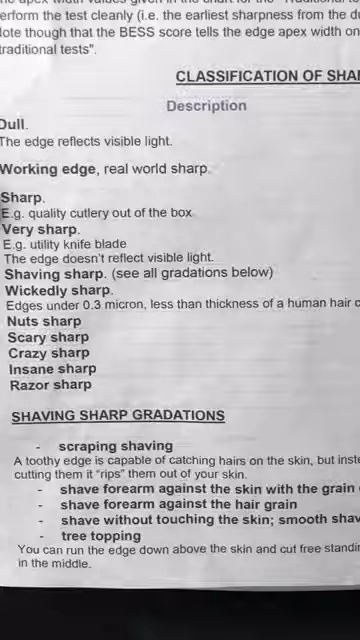 erform the test cleanly (i.e. the earliest sharpness from the du
ote though that the BESS score tells the edge apex width on
traditional tests".
CLASSIFICATION OF SHA
Description
Dull.
The edge reflects visible light.
Working edge, real world sharp.
Sharp.
E.g. quality cutlery out of the box
Very sharp.
E.g. utility knife blade
The edge doesn't reflect visible light.
Shaving sharp. (see all gradations below)
Wickedly sharp.
Edges under 0.3 micron, less than thickness of a human hair c
Nuts sharp
Scary sharp
Crazy sharp
Insane sharp
Razor sharp
SHAVING SHARP GRADATIONS
- scraping shaving
A toothy edge is capable of catching hairs on the skin, but inste
cutting them it "rips" them out of your skin.
- shave forearm against the skin with the grain
- shave forearm against the hair grain
- shave without touching the skin; smooth shav
- tree topping
You can run the edge down above the skin and cut free standi
in the middle.